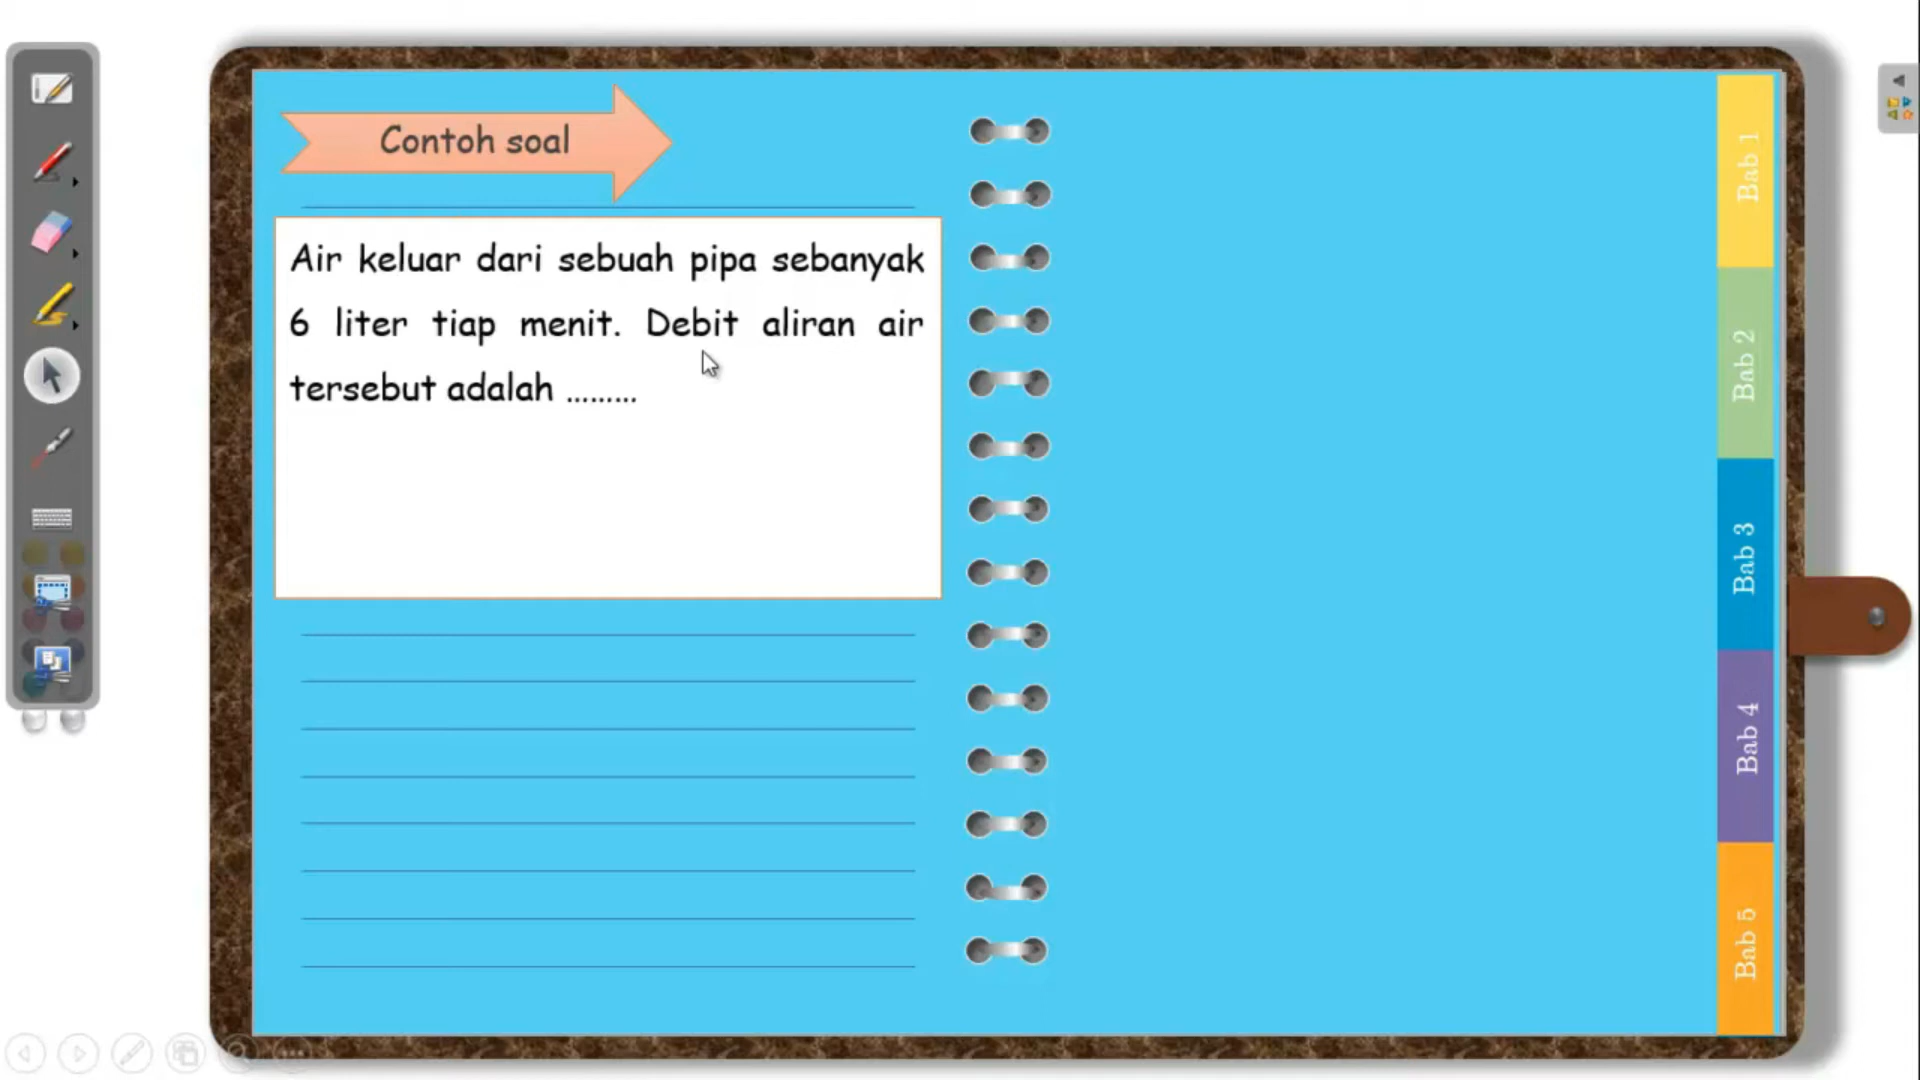 Contoh soal
Air keluar dari sebuah pipa sebanyak
6 liter tiap menit. Debit aliran air
tersebut adalah .........
Bab 1
Bab 2
Bab 3
Bab 4
Bab 5